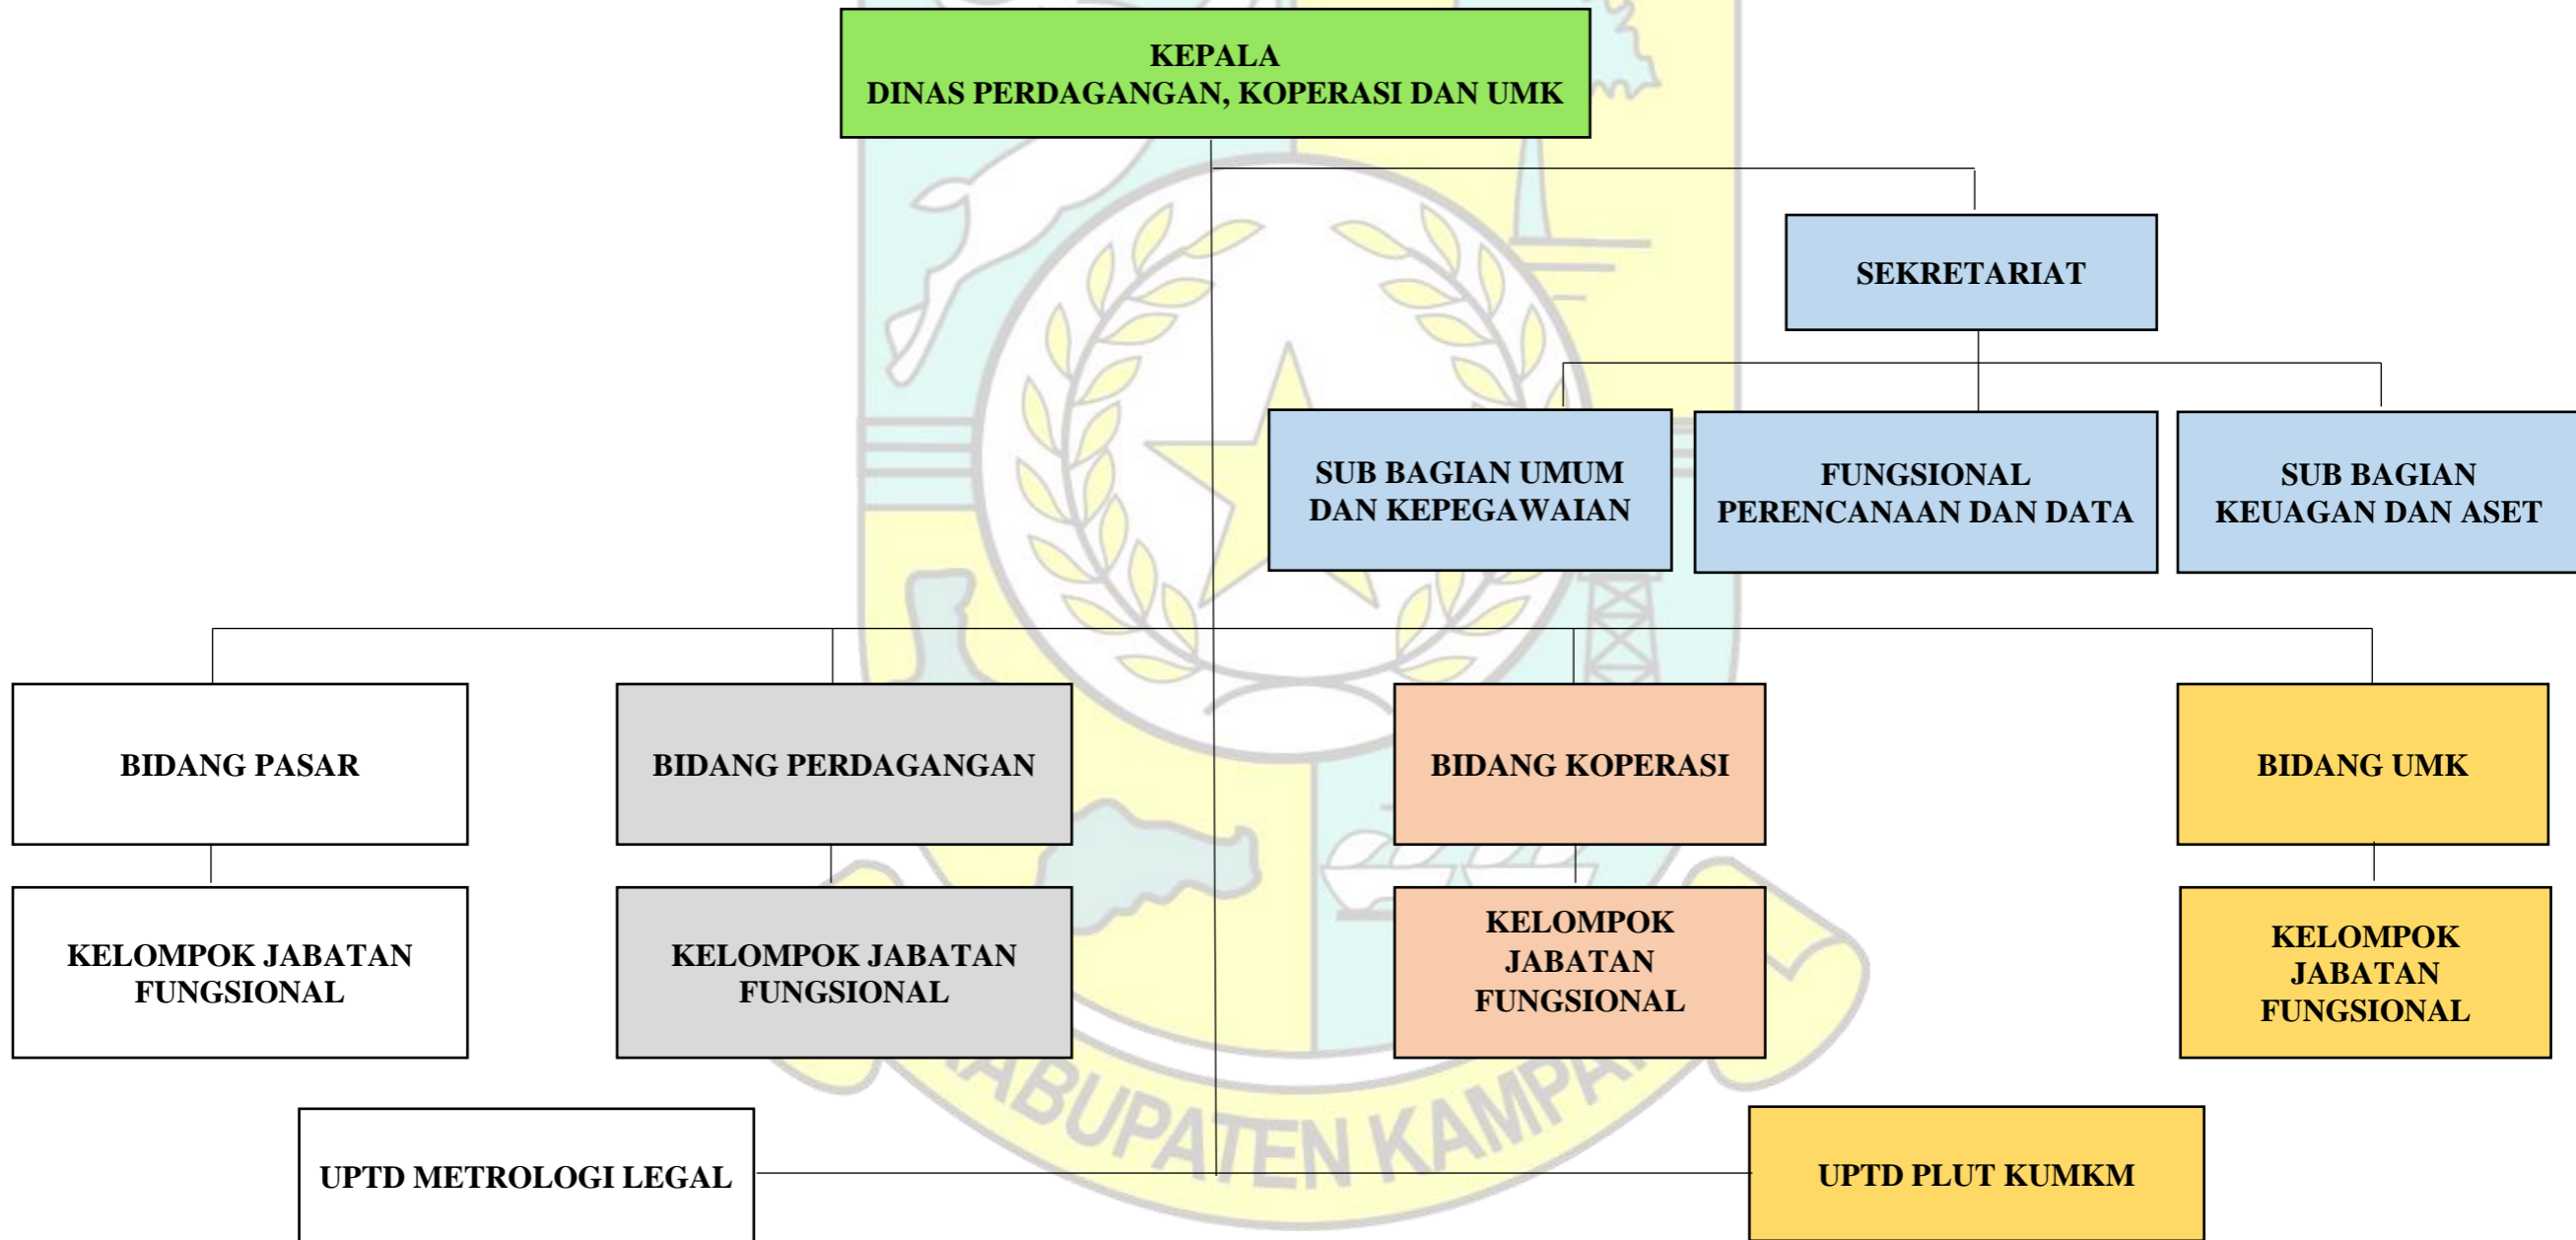 KEPALA
DINAS PERDAGANGAN, KOPERASI DAN UMK
SEKRETARIAT
SUB BAGIAN UMUM
DAN KEPEGAWAIAN
FUNGSIONAL
PERENCANAAN DAN DATA
SUB BAGIAN
KEUAGAN DAN ASET
BIDANG PASAR
BIDANG PERDAGANGAN
BIDANG KOPERASI
BIDANG UMK
KELOMPOK JABATAN
FUNGSIONAL
KELOMPOK JABATAN
FUNGSIONAL
KELOMPOK
JABATAN
FUNGSIONAL
KELOMPOK
JABATAN
FUNGSIONAL
KABUPATEN KAMPAR
UPTD METROLOGI LEGAL
UPTD PLUT KUMKM